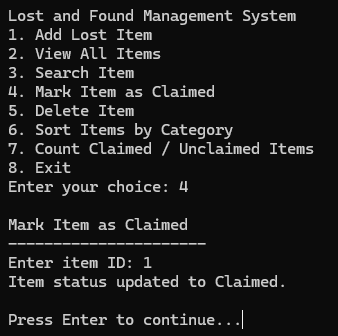 Lost and Found Management System
1. Add Lost Item
2. View All Items
3. Search Item
4. Mark Item as Claimed
5. Delete Item
6. Sort Items by Category
7. Count Claimed / Unclaimed Items
8. Exit
Enter your choice: 4

Mark Item as Claimed
----------------------
Enter item ID: 1
Item status updated to Claimed.

Press Enter to continue...